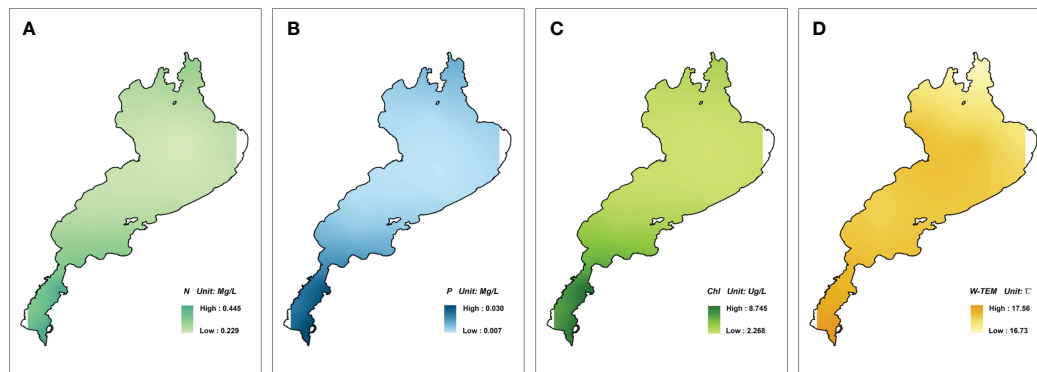 A
N Unit: Mg/L
High : 0.445
Low : 0.229
B
P Unit: Mg/L
High : 0.030
Low : 0.007
C
Chl Unit: Ug/L
High : 8.745
Low : 2.268
D
W-TEM Unit: ℃
High : 17.56
Low : 16.73